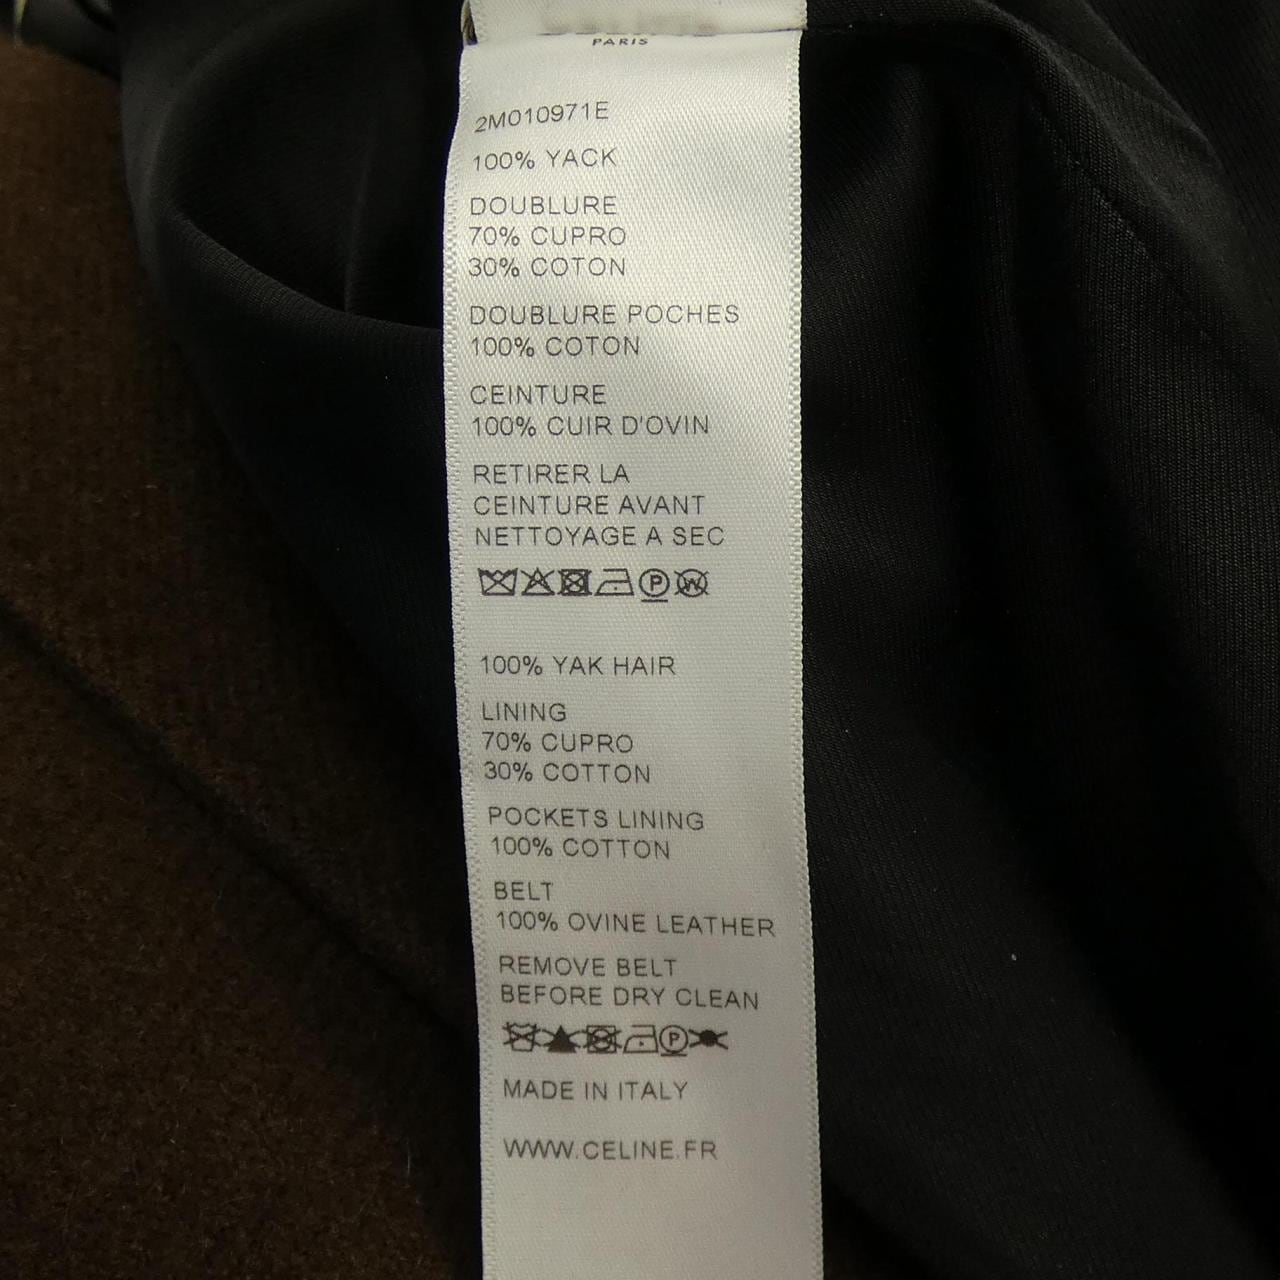 PARIS
2M010971E
100% YACK
DOUBLURE
70% CUPRO
30% COTON
DOUBLURE POCHES
100% COTON
CEINTURE
100% CUIR D'OVIN
RETIRER LA
CEINTURE AVANT
NETTOYAGE A SEC
P W
100% YAK HAIR
LINING
70% CUPRO
30% COTTON
POCKETS LINING
100% COTTON
BELT
100% OVINE LEATHER
REMOVE BELT
BEFORE DRY CLEAN
P
MADE IN ITALY
WWW.CELINE.FR